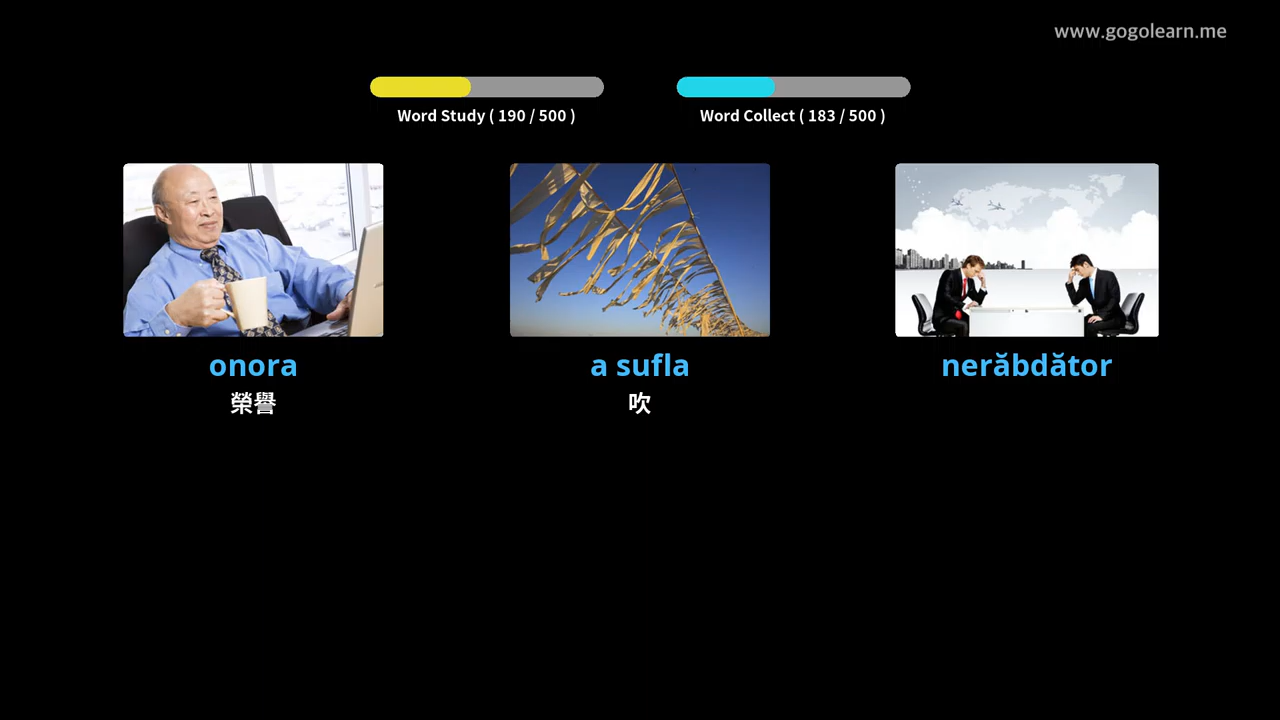 www.gogolearn.me
Word Study ( 190 / 500 )
Word Collect ( 183 / 500 )
onora
榮譽
a sufla
吹
nerăbdător